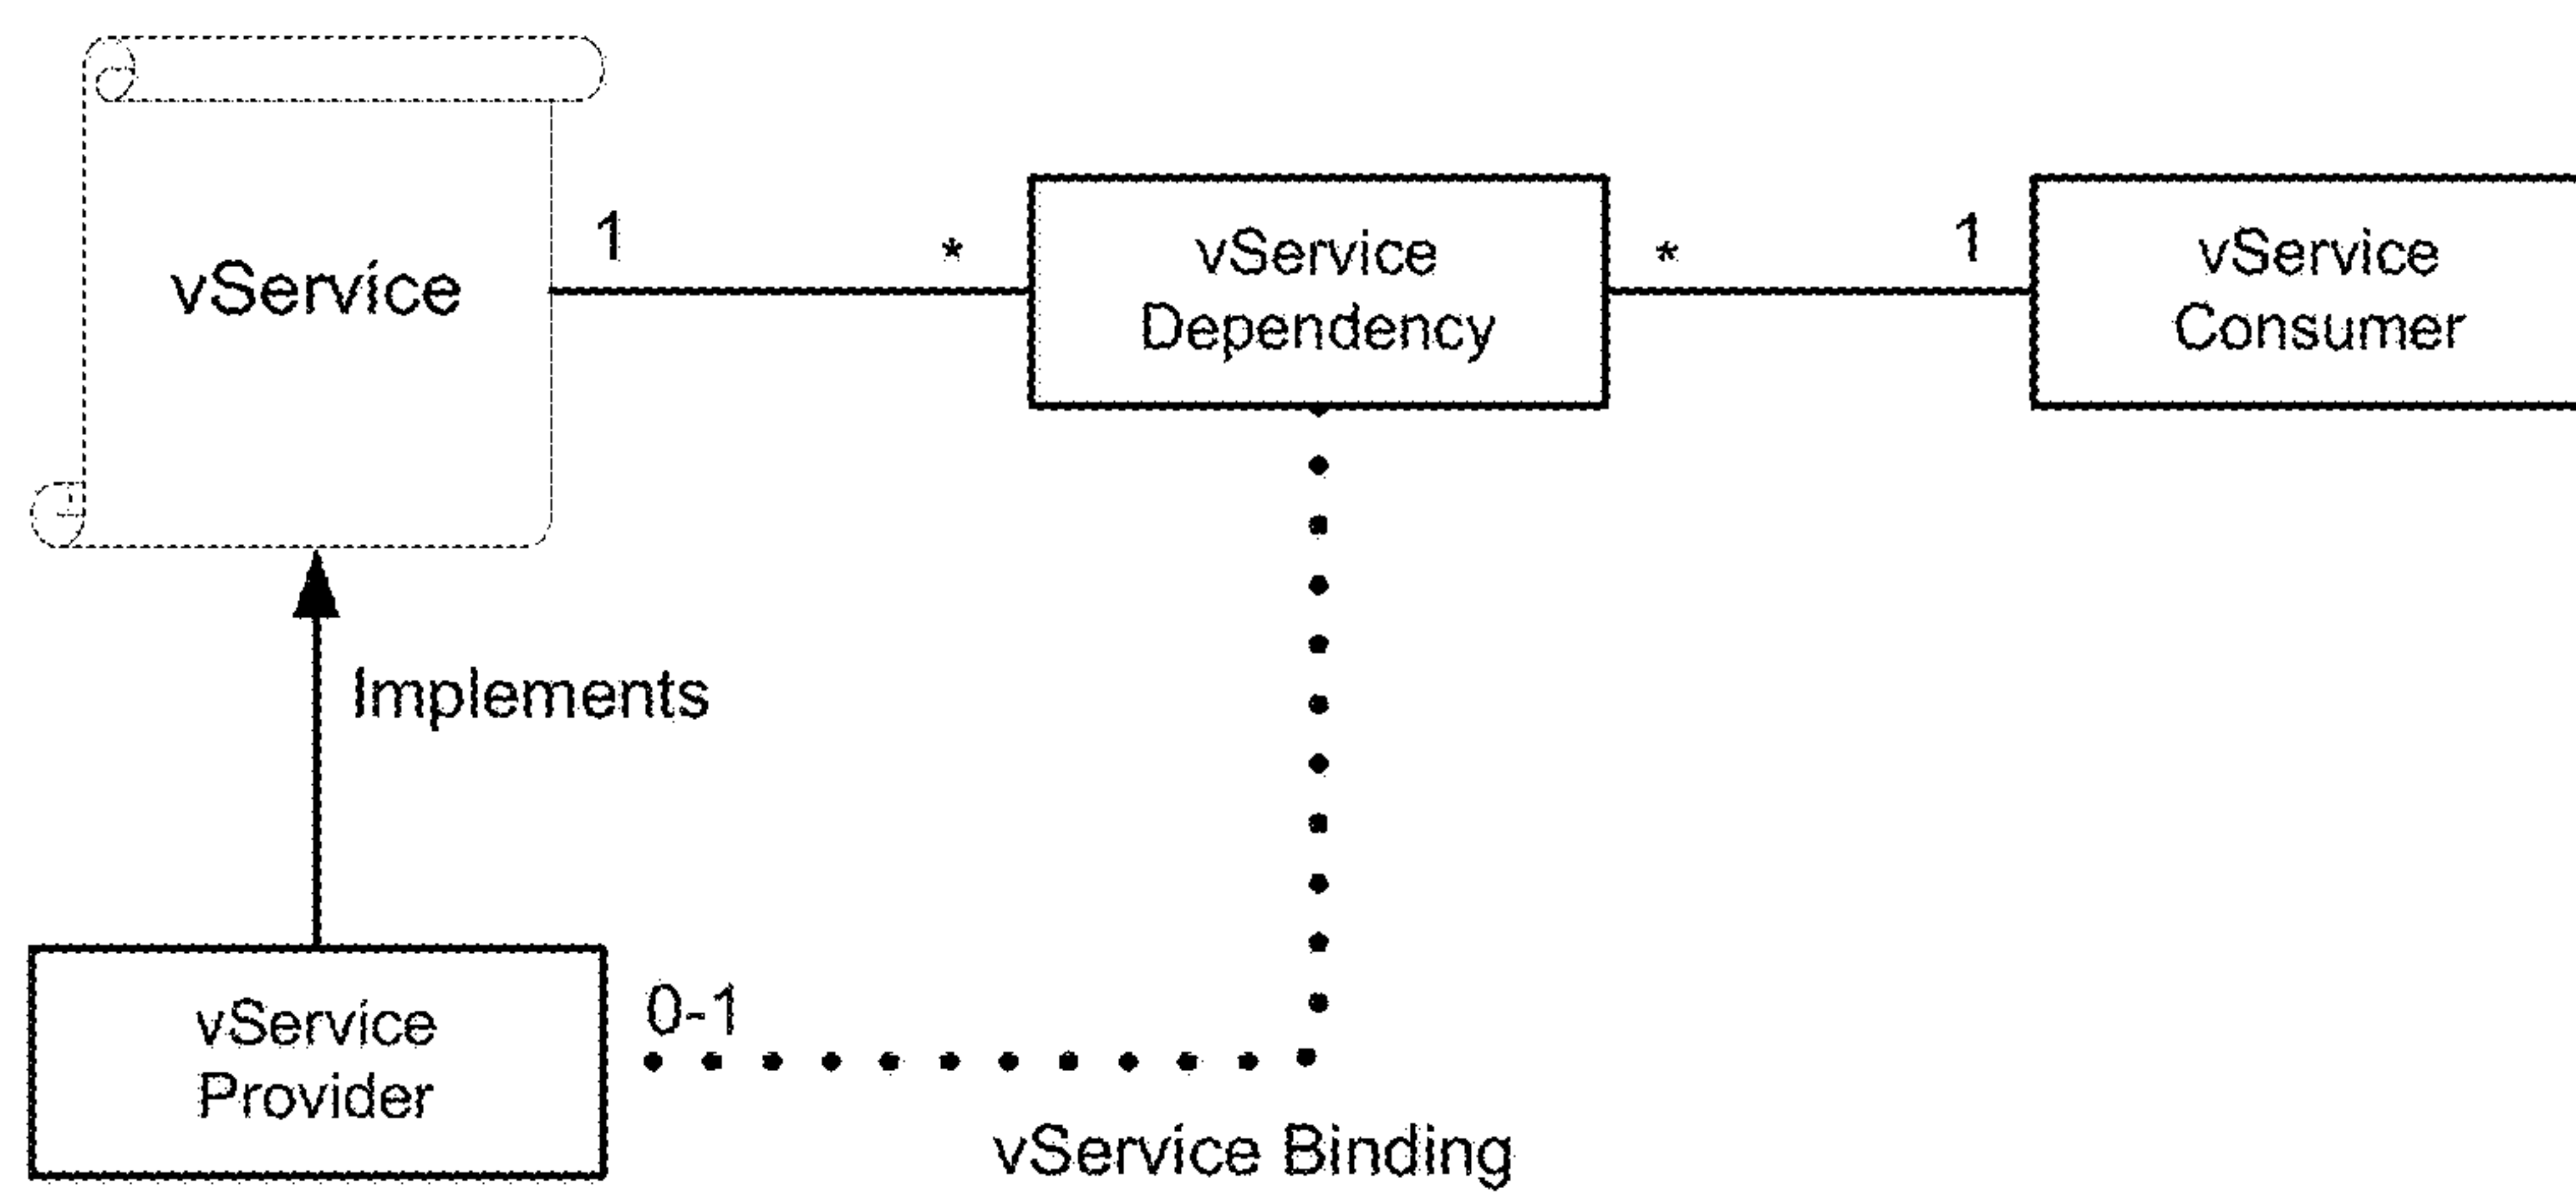 vService
1
*
vService
Dependency
*
1
vService
Consumer
Implements
vService
Provider
0-1
vService Binding